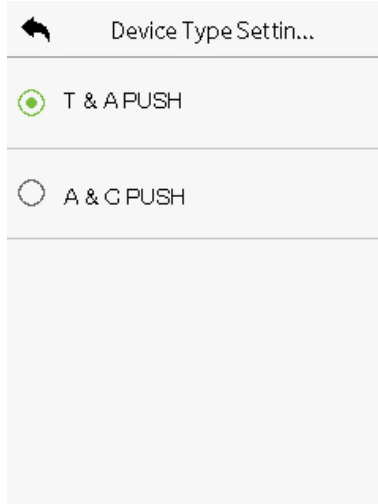 Device Type Settin...
T & A PUSH
A & C PUSH